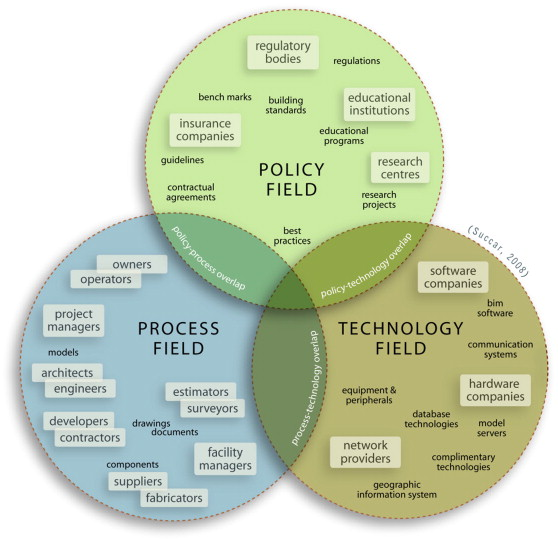 regulatory
bodies
regulations
bench marks
building
standards
educational
institutions
insurance
companies
educational
programs
guidelines
POLICY
FIELD
research
centres
contractual
agreements
research
projects
best
practices
policy-process overlap
policy-technology overlap
(Succar, 2008)
owners
operators
project
managers
PROCESS
FIELD
models
architects
engineers
estimators
surveyors
developers
contractors
drawings
documents
facility
managers
components
suppliers
fabricators
process-technology overlap
software
companies
bim
software
TECHNOLOGY
FIELD
communication
systems
equipment &
peripherals
hardware
companies
database
technologies
model
servers
network
providers
complimentary
technologies
geographic
information system